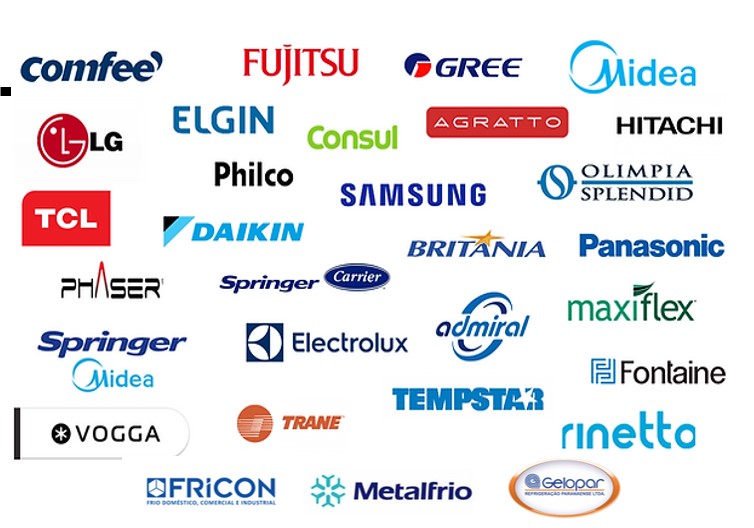 comfee'
FUJITSU
GREE
Midea
LG
ELGIN
Consul
AGRATTO
HITACHI
Philco
SAMSUNG
OLIMPIA
SPLENDID
TCL
DAIKIN
BRITANIA
Panasonic
PHASER
Springer
Carrier
admiral
maxiflex
Springer
Midea
Electrolux
Fontaine
TEMPSTAR
VOGGA
TRANE
rinetto
FRiCON
FRIO DOMÉSTICO, COMERCIAL E INDUSTRIAL
Metalfrio
Gelopar
REFRIGERAÇÃO PARANAENSE LTDA.